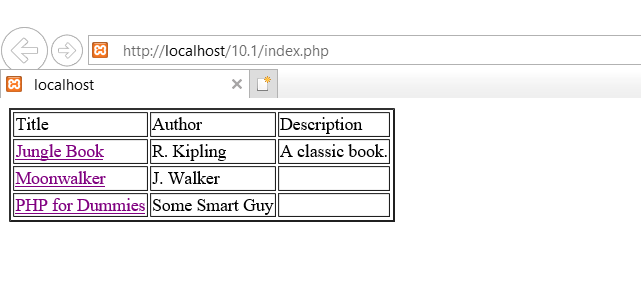 http://localhost/10.1/index.php
localhost
Title Author Description
Jungle Book R. Kipling A classic book.
Moonwalker J. Walker
PHP for Dummies Some Smart Guy